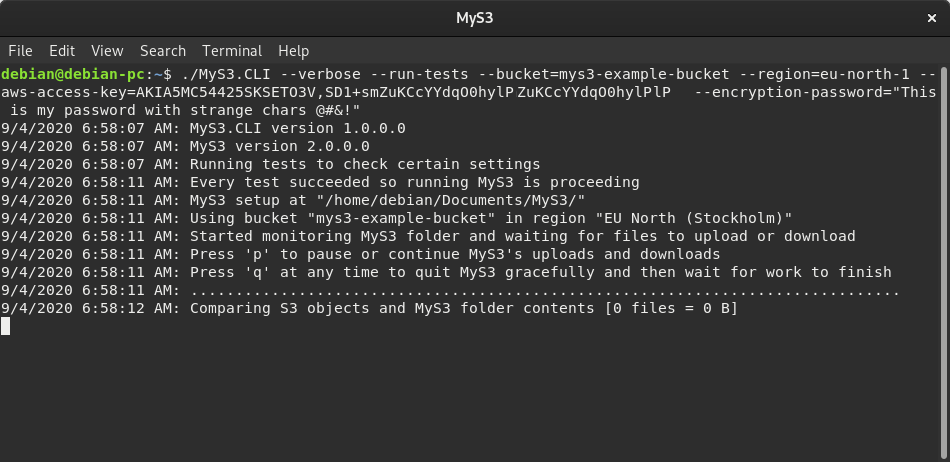 MyS3
File Edit View Search Terminal Help
debian@debian-pc:~$ ./MyS3.CLI --verbose --run-tests --bucket=mys3-example-bucket --region=eu-north-1 --
aws-access-key=AKIA5MC54425SKSETO3V,SD1+smZuKCcYYdqO0hylP ZuKCcYYdqO0hylPlP --encryption-password="This
is my password with strange chars @#&!"
9/4/2020 6:58:07 AM: MyS3.CLI version 1.0.0.0
9/4/2020 6:58:07 AM: MyS3 version 2.0.0.0
9/4/2020 6:58:07 AM: Running tests to check certain settings
9/4/2020 6:58:11 AM: Every test succeeded so running MyS3 is proceeding
9/4/2020 6:58:11 AM: MyS3 setup at "/home/debian/Documents/MyS3/"
9/4/2020 6:58:11 AM: Using bucket "mys3-example-bucket" in region "EU North (Stockholm)"
9/4/2020 6:58:11 AM: Started monitoring MyS3 folder and waiting for files to upload or download
9/4/2020 6:58:11 AM: Press 'p' to pause or continue MyS3's uploads and downloads
9/4/2020 6:58:11 AM: Press 'q' at any time to quit MyS3 gracefully and then wait for work to finish
9/4/2020 6:58:11 AM: ...............................................................................
9/4/2020 6:58:12 AM: Comparing S3 objects and MyS3 folder contents [0 files = 0 B]